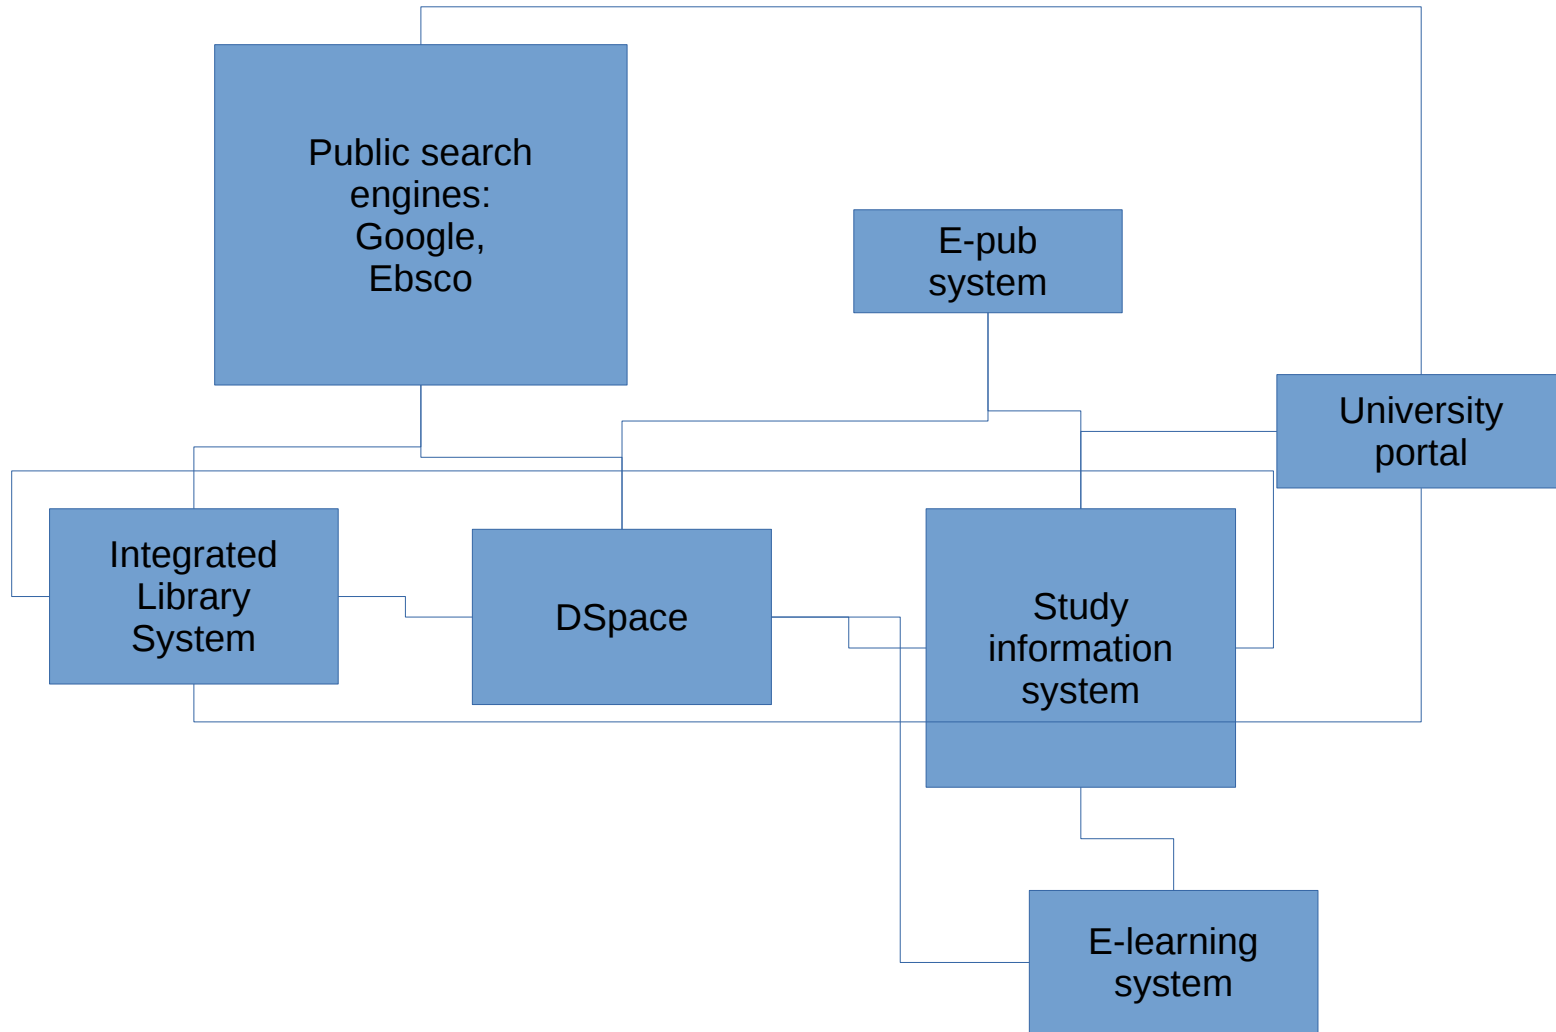 Public search
engines:
Google,
Ebsco
E-pub
system
University
portal
Integrated
Library
System
DSpace
Study
information
system
E-learning
system